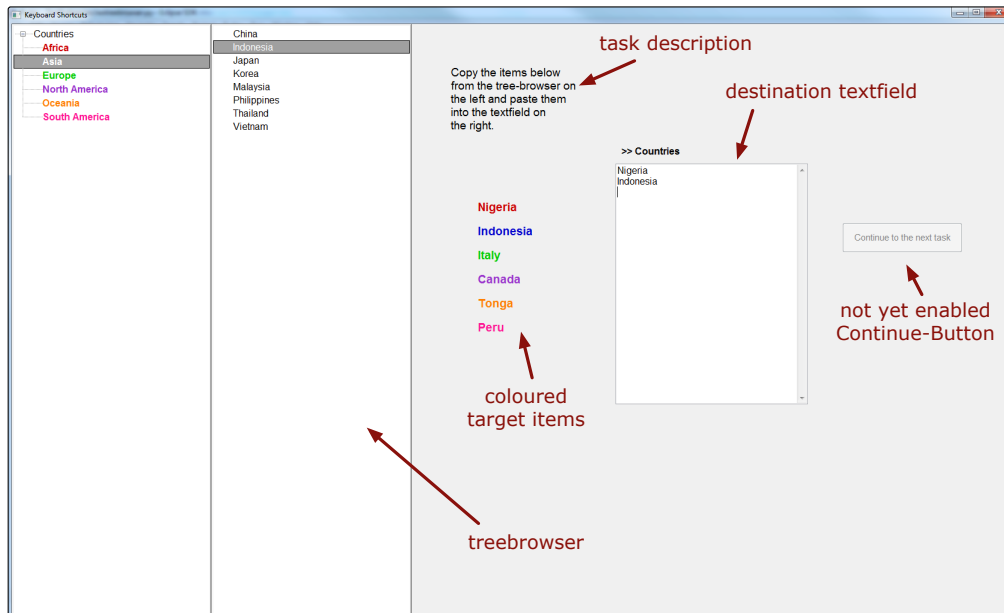 Keyboard Shortcuts
Countries
Africa
Asia
Europe
North America
Oceania
South America
China
Indonesia
Japan
Korea
Malaysia
Philippines
Thailand
Vietnam
task description
Copy the items below
from the tree-browser on
the left and paste them
into the textfield on
the right.
destination textfield
>> Countries
Nigeria
Indonesia
Nigeria
Indonesia
Italy
Canada
Tonga
Peru
Continue to the next task
not yet enabled
Continue-Button
coloured
target items
treebrowser